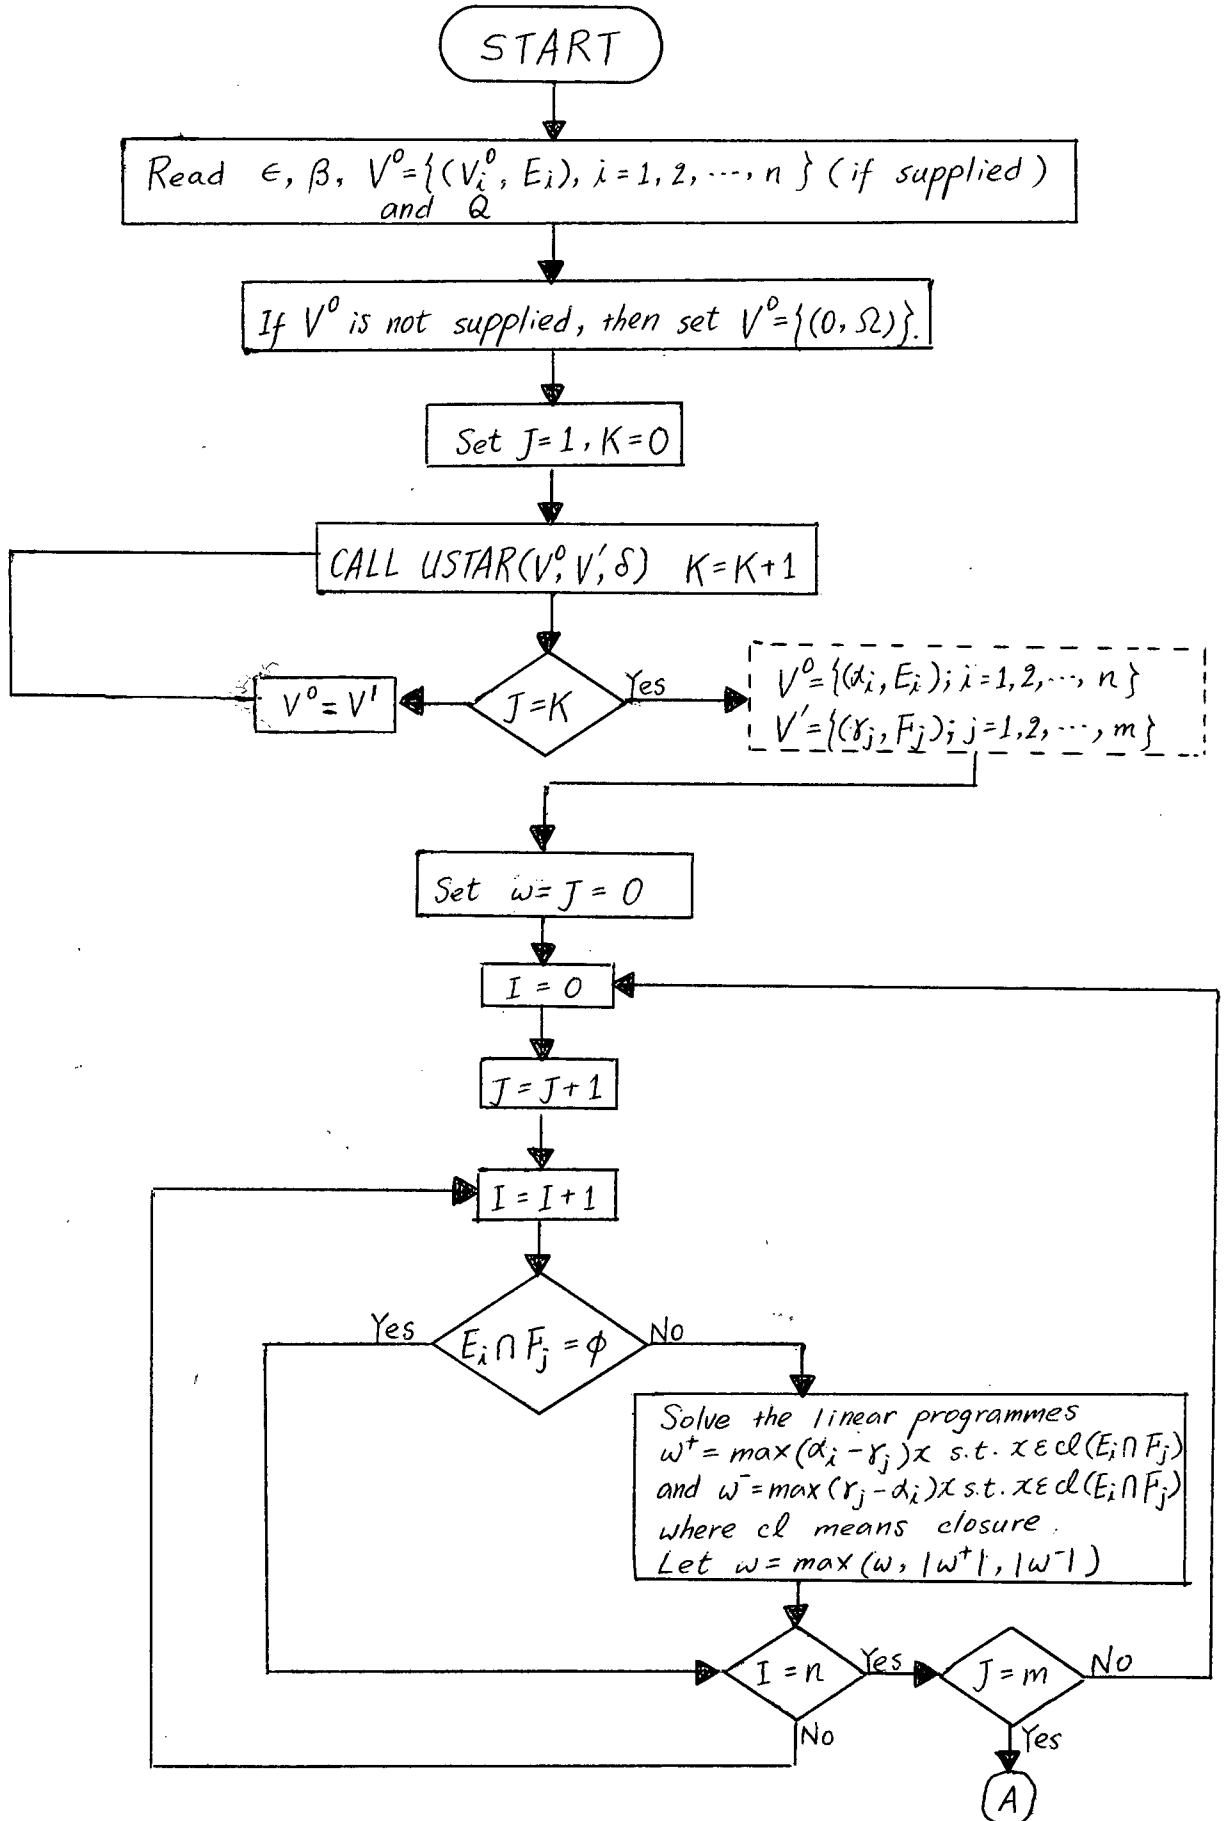 START
Read ϵ, β, V⁰={(V⁰ᵢ, Eᵢ), i=1,2,...,n} (if supplied)
and Q
If V⁰ is not supplied, then set V⁰={(0,Ω)}.
Set J=1, K=0
CALL USTAR(V⁰, V', δ) K=K+1
V⁰=V'
J=K
Yes
V⁰={(αᵢ, Eᵢ); i=1,2,...,n}
V'={(γⱼ, Fⱼ); j=1,2,...,m}
Set ω=J=0
I=0
J=J+1
I=I+1
Yes
Eᵢ∩Fⱼ=φ
No
Solve the linear programmes
ω⁺=max(αᵢ-γⱼ)x s.t. xεcl(Eᵢ∩Fⱼ)
and ω⁻=max(γⱼ-αᵢ)x s.t. xεcl(Eᵢ∩Fⱼ)
where cl means closure.
Let ω=max(ω, |ω⁺|, |ω⁻|)
I=n
Yes
J=m
No
No
Yes
A